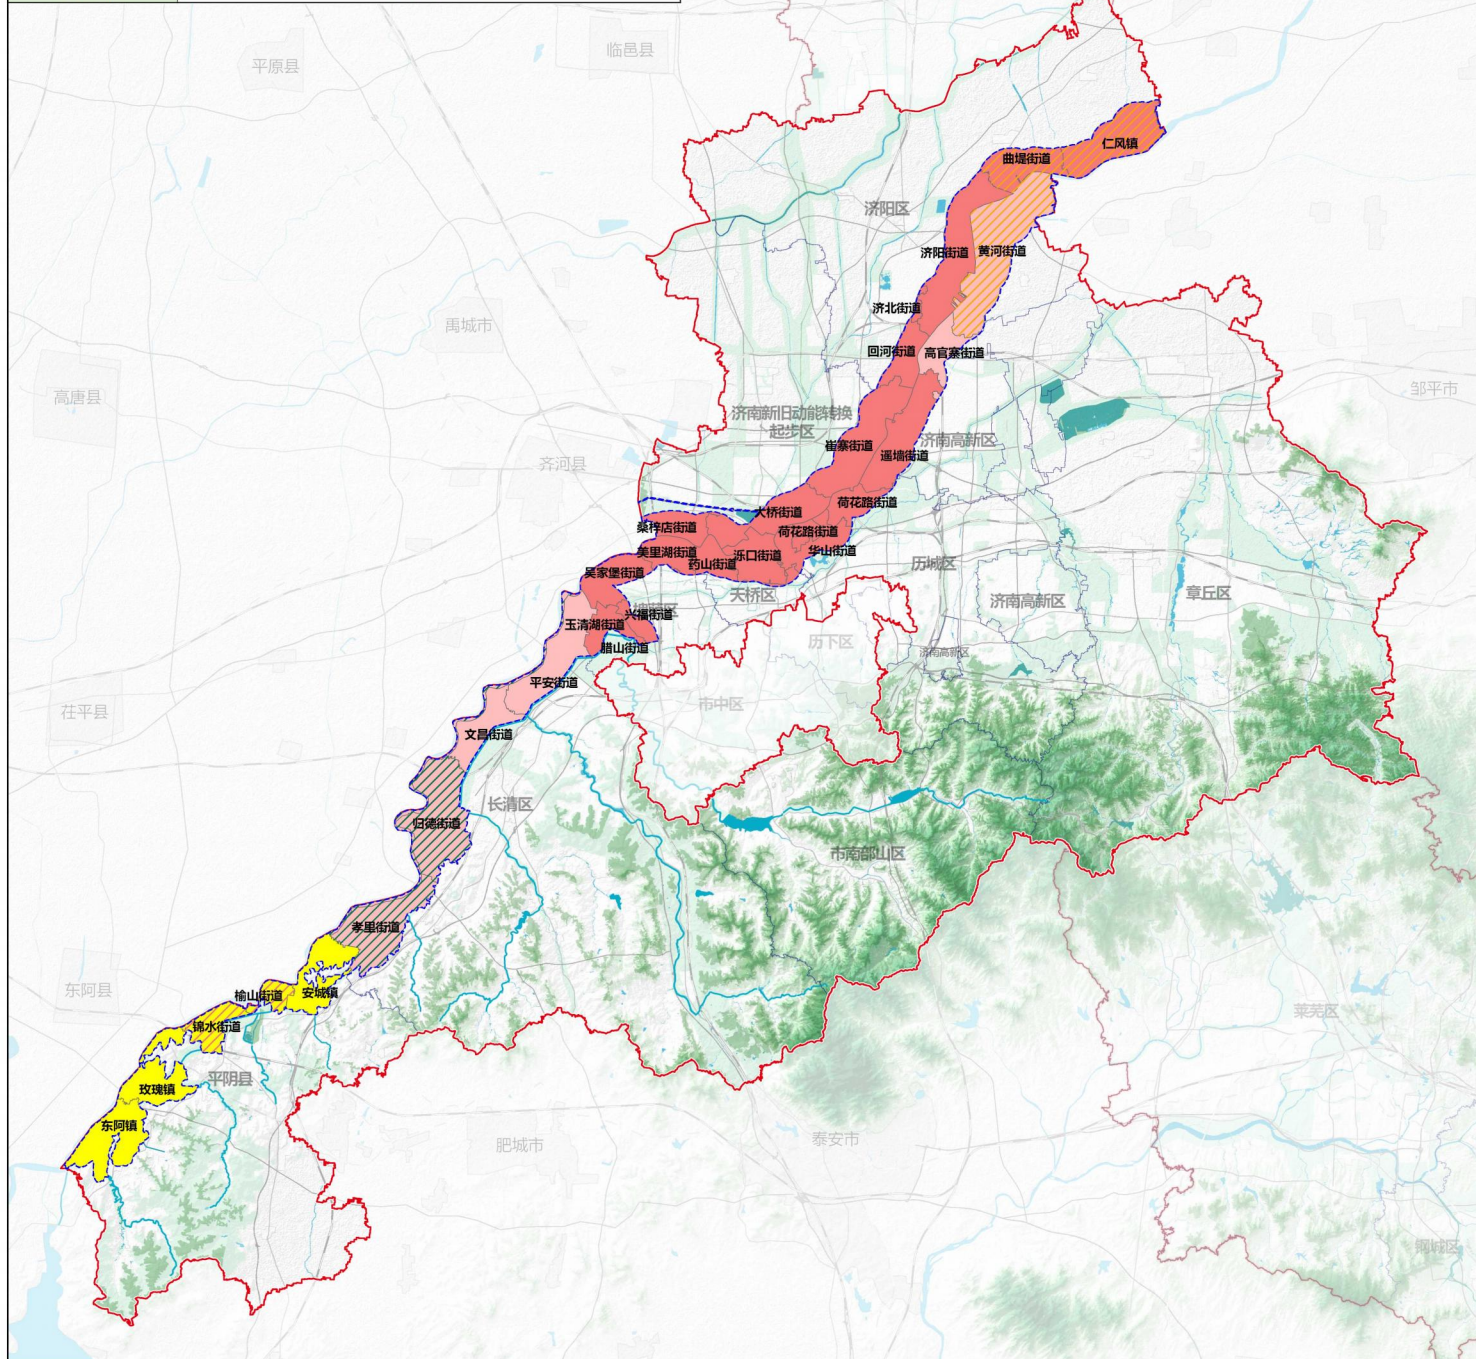 临邑县
平原县
仁风镇
曲堤街道
济阳区
济阳街道
黄河街道
济北街道
禹城市
回河街道
高官寨街道
邹平市
高唐县
济南新旧动能转换
起步区
济南高新区
崔寨街道
遥墙街道
齐河县
荷花路街道
大桥街道
桑梓店街道
荷花路街道
美里湖街道
泺口街道
华山街道
药山街道
历城区
吴家堡街道
天桥区
济南高新区
章丘区
兴福街道
玉清湖街道
历下区
腊山街道
济南高新区
平安街道
市中区
茌平县
文昌街道
长清区
归德街道
市南部山区
孝里街道
东阿县
安城镇
榆山街道
莱芜区
锦水街道
平阴县
玫瑰镇
东阿镇
泰安市
肥城市
钢城区